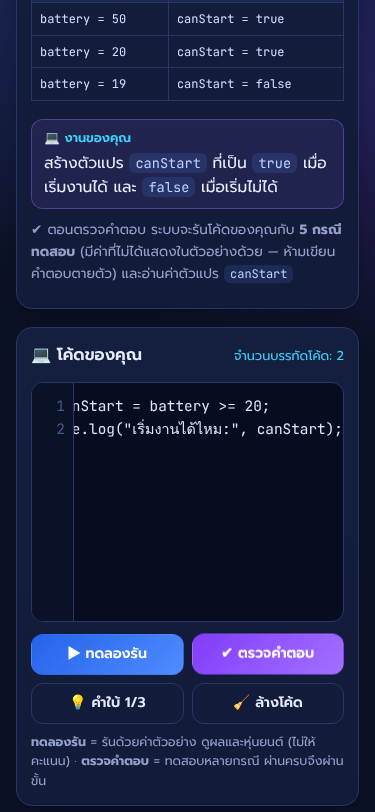 battery = 50 canStart = true
battery = 20 canStart = true
battery = 19 canStart = false
💻 งานของคุณ
สร้างตัวแปร canStart ที่เป็น true เมื่อ
เริ่มงานได้ และ false เมื่อเริ่มไม่ได้
✔ ตอนตรวจคำตอบ ระบบจะรันโค้ดของคุณกับ 5 กรณี
ทดสอบ (มีค่าที่ไม่ได้แสดงในตัวอย่างด้วย — ห้ามเขียน
คำตอบตายตัว) และอ่านค่าตัวแปร canStart
💻 โค้ดของคุณ
จำนวนบรรทัดโค้ด: 2
1 nStart = battery >= 20;
2 e.log("เริ่มงานได้ไหม:", canStart);
▶ ทดลองรัน
✔ ตรวจคำตอบ
💡 คำใบ้ 1/3
🧹 ล้างโค้ด
ทดลองรัน = รันด้วยค่าตัวอย่าง ดูผลและหุ่นยนต์ (ไม่ให้
คะแนน) · ตรวจคำตอบ = ทดสอบหลายกรณี ผ่านครบจึงผ่าน
ขั้น